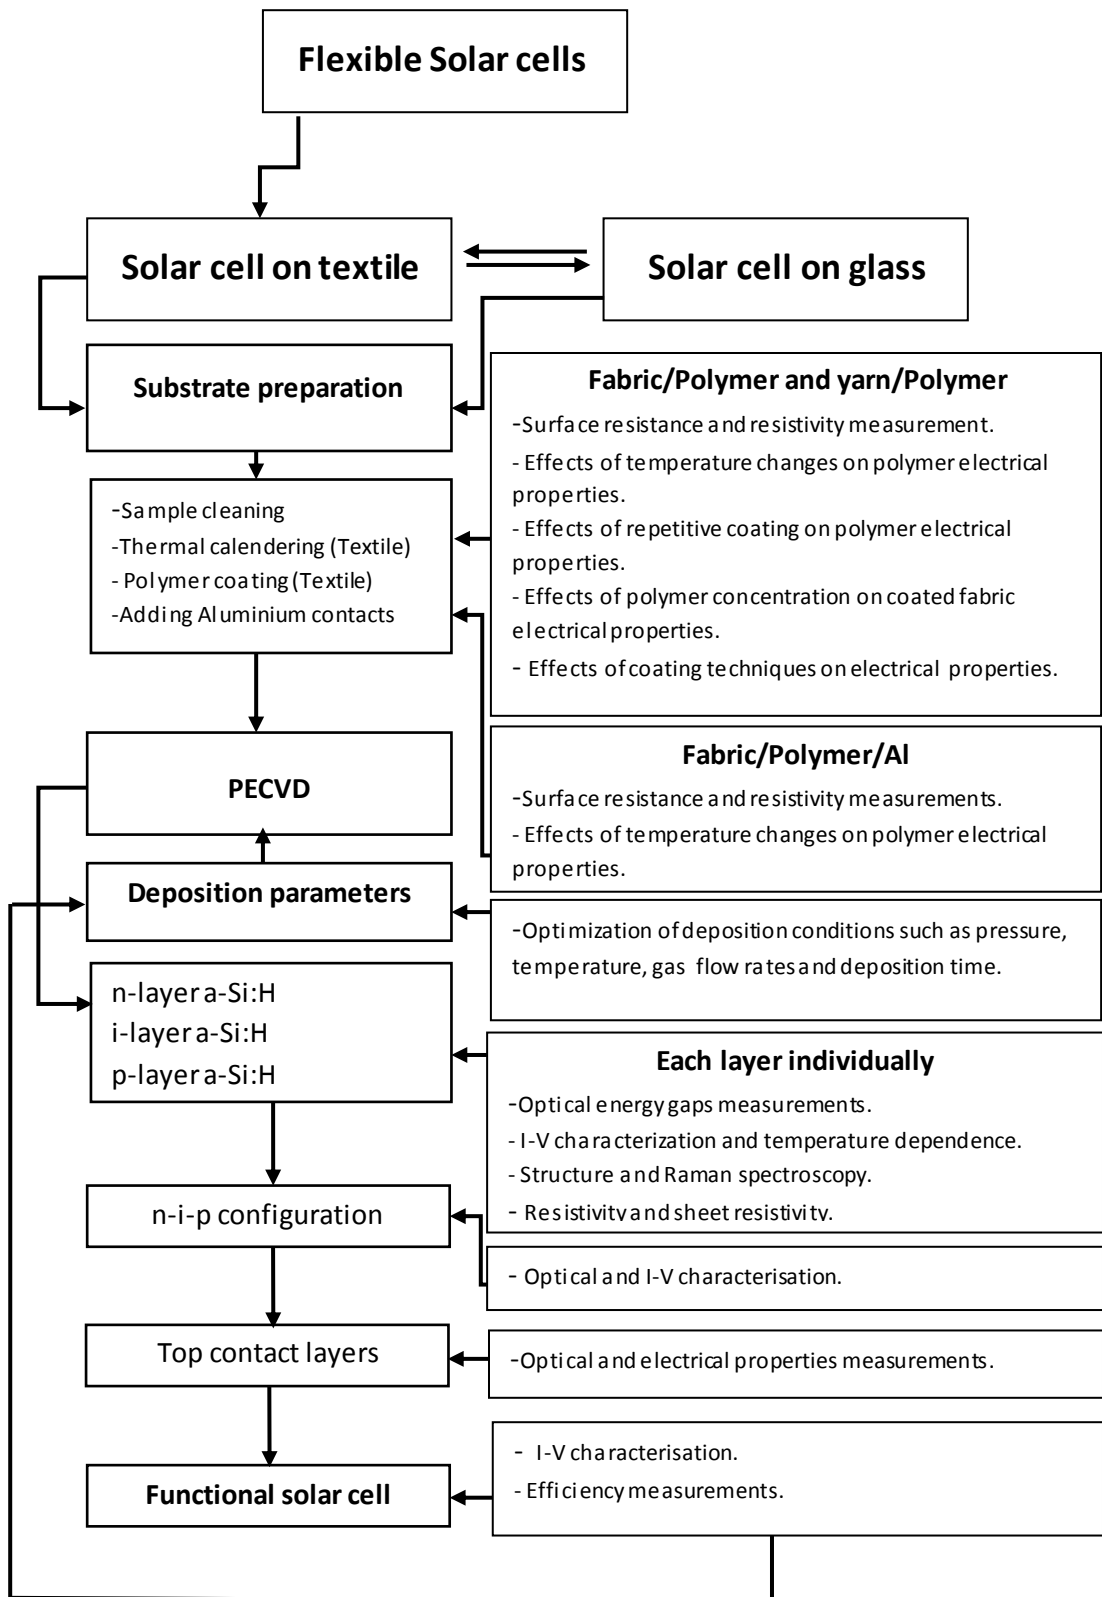 Flexible Solar cells
Solar cell on textile
Solar cell on glass
Substrate preparation
Fabric/Polymer and yarn/Polymer
-Surface resistance and resistivity measurement.
- Effects of temperature changes on polymer electrical
properties.
- Effects of repetitive coating on polymer electrical
properties.
- Effects of polymer concentration on coated fabric
electrical properties.
- Effects of coating techniques on electrical properties.
-Sample cleaning
-Thermal calendering (Textile)
- Polymer coating (Textile)
-Adding Aluminium contacts
Fabric/Polymer/Al
-Surface resistance and resistivity measurements.
- Effects of temperature changes on polymer electrical
properties.
PECVD
Deposition parameters
-Optimization of deposition conditions such as pressure,
temperature, gas flow rates and deposition time.
n-layer a-Si:H
i-layer a-Si:H
p-layer a-Si:H
Each layer individually
-Optical energy gaps measurements.
- I-V characterization and temperature dependence.
- Structure and Raman spectroscopy.
- Resistivity and sheet resistivity.
n-i-p configuration
- Optical and I-V characterisation.
Top contact layers
-Optical and electrical properties measurements.
Functional solar cell
- I-V characterisation.
- Efficiency measurements.